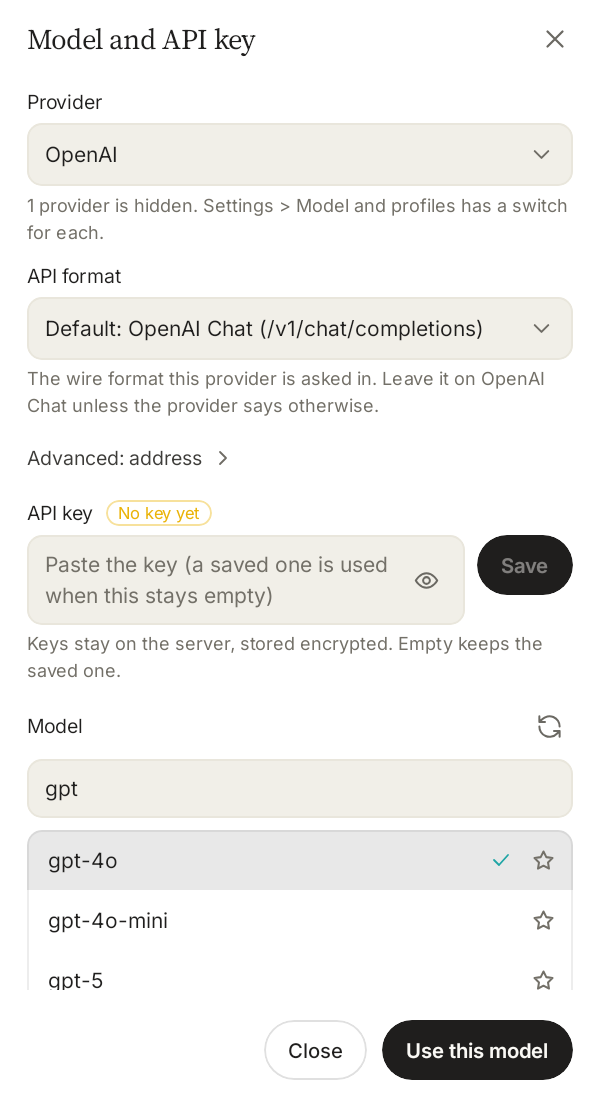 Model and API key
Provider
OpenAI
1 provider is hidden. Settings > Model and profiles has a switch
for each.
API format
Default: OpenAI Chat (/v1/chat/completions)
The wire format this provider is asked in. Leave it on OpenAI
Chat unless the provider says otherwise.
Advanced: address
API key No key yet
Paste the key (a saved one is used
when this stays empty)
Save
Keys stay on the server, stored encrypted. Empty keeps the
saved one.
Model
gpt
gpt-4o
gpt-4o-mini
gpt-5
Close Use this model